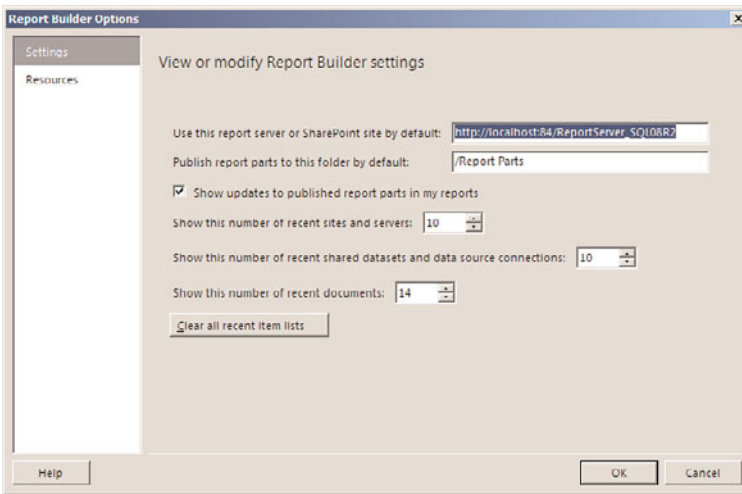 Report Builder Options
Settings
Resources
View or modify Report Builder settings
Use this report server or SharePoint site by default: http://localhost:84/ReportServer_SQL08R2
Publish report parts to this folder by default: /Report Parts
Show updates to published report parts in my reports
Show this number of recent sites and servers: 10
Show this number of recent shared datasets and data source connections: 10
Show this number of recent documents: 14
Clear all recent item lists
Help OK Cancel